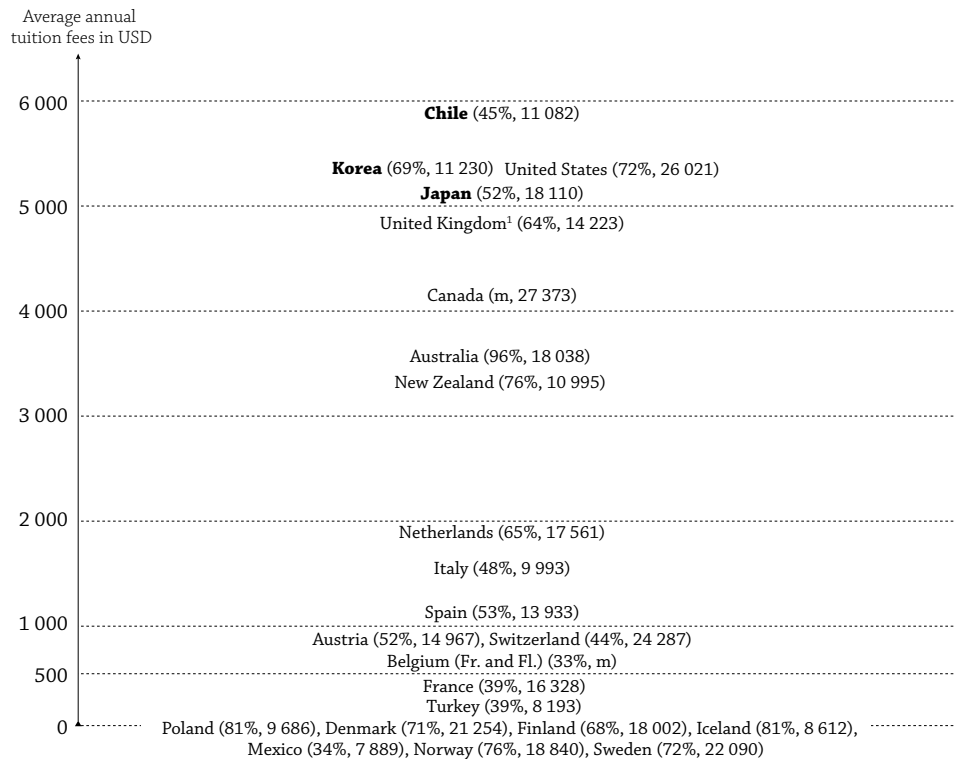 Average annual
tuition fees in USD
6 000
Chile (45%, 11 082)
Korea (69%, 11 230) United States (72%, 26 021)
Japan (52%, 18 110)
5 000
United Kingdom¹ (64%, 14 223)
Canada (m, 27 373)
4 000
Australia (96%, 18 038)
New Zealand (76%, 10 995)
3 000
2 000
Netherlands (65%, 17 561)
Italy (48%, 9 993)
Spain (53%, 13 933)
1 000
Austria (52%, 14 967), Switzerland (44%, 24 287)
Belgium (Fr. and Fl.) (33%, m)
500
France (39%, 16 328)
Turkey (39%, 8 193)
0
Poland (81%, 9 686), Denmark (71%, 21 254), Finland (68%, 18 002), Iceland (81%, 8 612),
Mexico (34%, 7 889), Norway (76%, 18 840), Sweden (72%, 22 090)